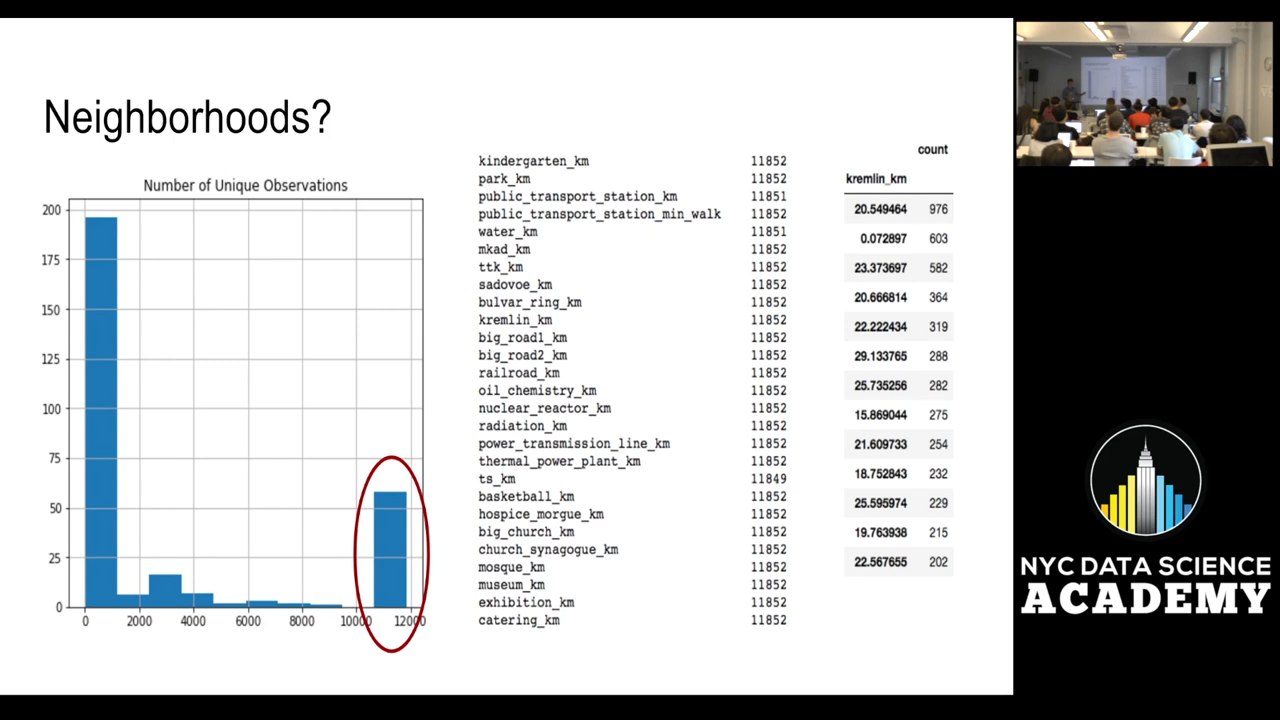 Neighborhoods?
Number of Unique Observations
200
175
150
125
100
75
50
25
0
0 2000 4000 6000 8000 10000 12000
kindergarten_km 11852
park_km 11852
public_transport_station_km 11851
public_transport_station_min_walk 11852
water_km 11851
mkad_km 11852
ttk_km 11852
sadovoe_km 11852
bulvar_ring_km 11852
kremlin_km 11852
big_road1_km 11852
big_road2_km 11852
railroad_km 11852
oil_chemistry_km 11852
nuclear_reactor_km 11852
radiation_km 11852
power_transmission_line_km 11852
thermal_power_plant_km 11852
ts_km 11849
basketball_km 11852
hospice_morgue_km 11852
big_church_km 11852
church_synagogue_km 11852
mosque_km 11852
museum_km 11852
exhibition_km 11852
catering_km 11852
count
kremlin_km
20.549464 976
0.072897 603
23.373697 582
20.666814 364
22.222434 319
29.133765 288
25.735256 282
15.869044 275
21.609733 254
18.752843 232
25.595974 229
19.763938 215
22.567655 202
NYC DATA SCIENCE
ACADEMY